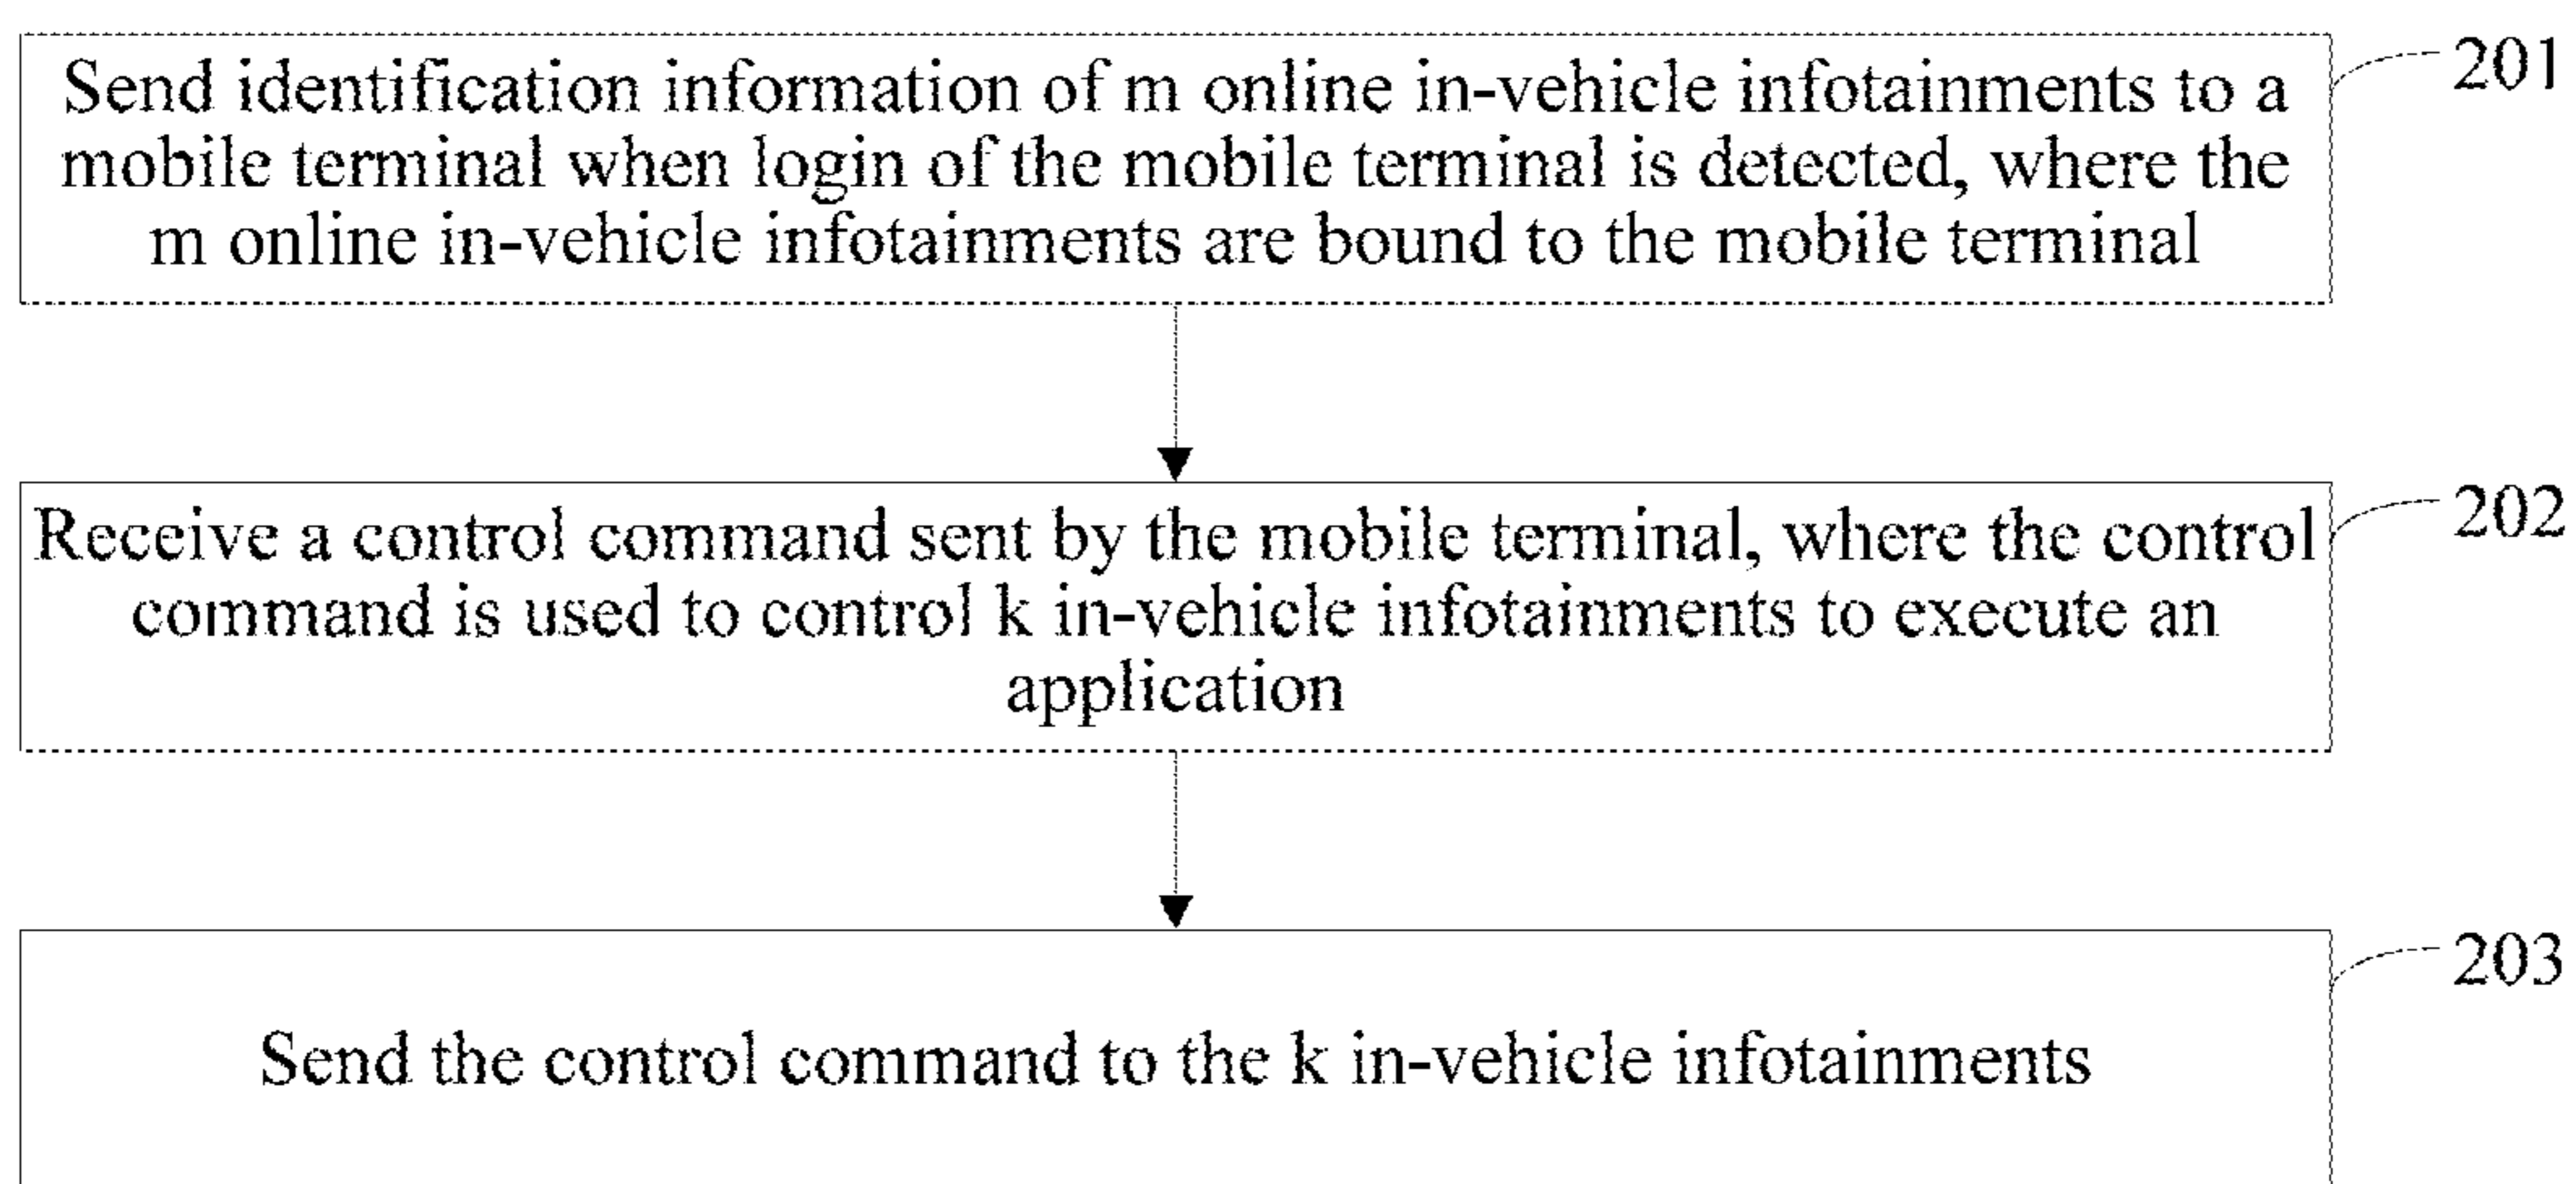 Send identification information of m online in-vehicle infotainments to a
mobile terminal when login of the mobile terminal is detected, where the
m online in-vehicle infotainments are bound to the mobile terminal
201
Receive a control command sent by the mobile terminal, where the control
command is used to control k in-vehicle infotainments to execute an
application
202
Send the control command to the k in-vehicle infotainments
203